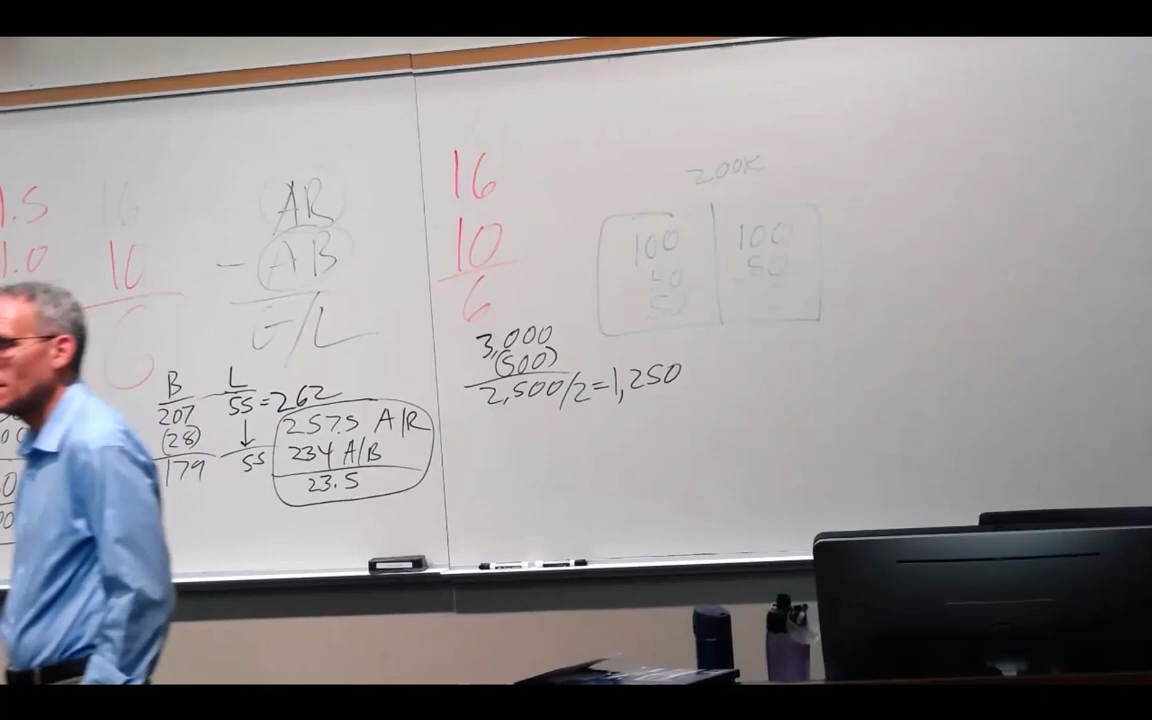 1.5
1.0
16
10
6
AR
- AB
G/L
B L
207 55 = 262
(28) ↓
179 55
257.5 A/R
234 A/B
23.5
16
10
6
3,000
(500)
2,500/2=1,250
200K
100 100
50 50
50